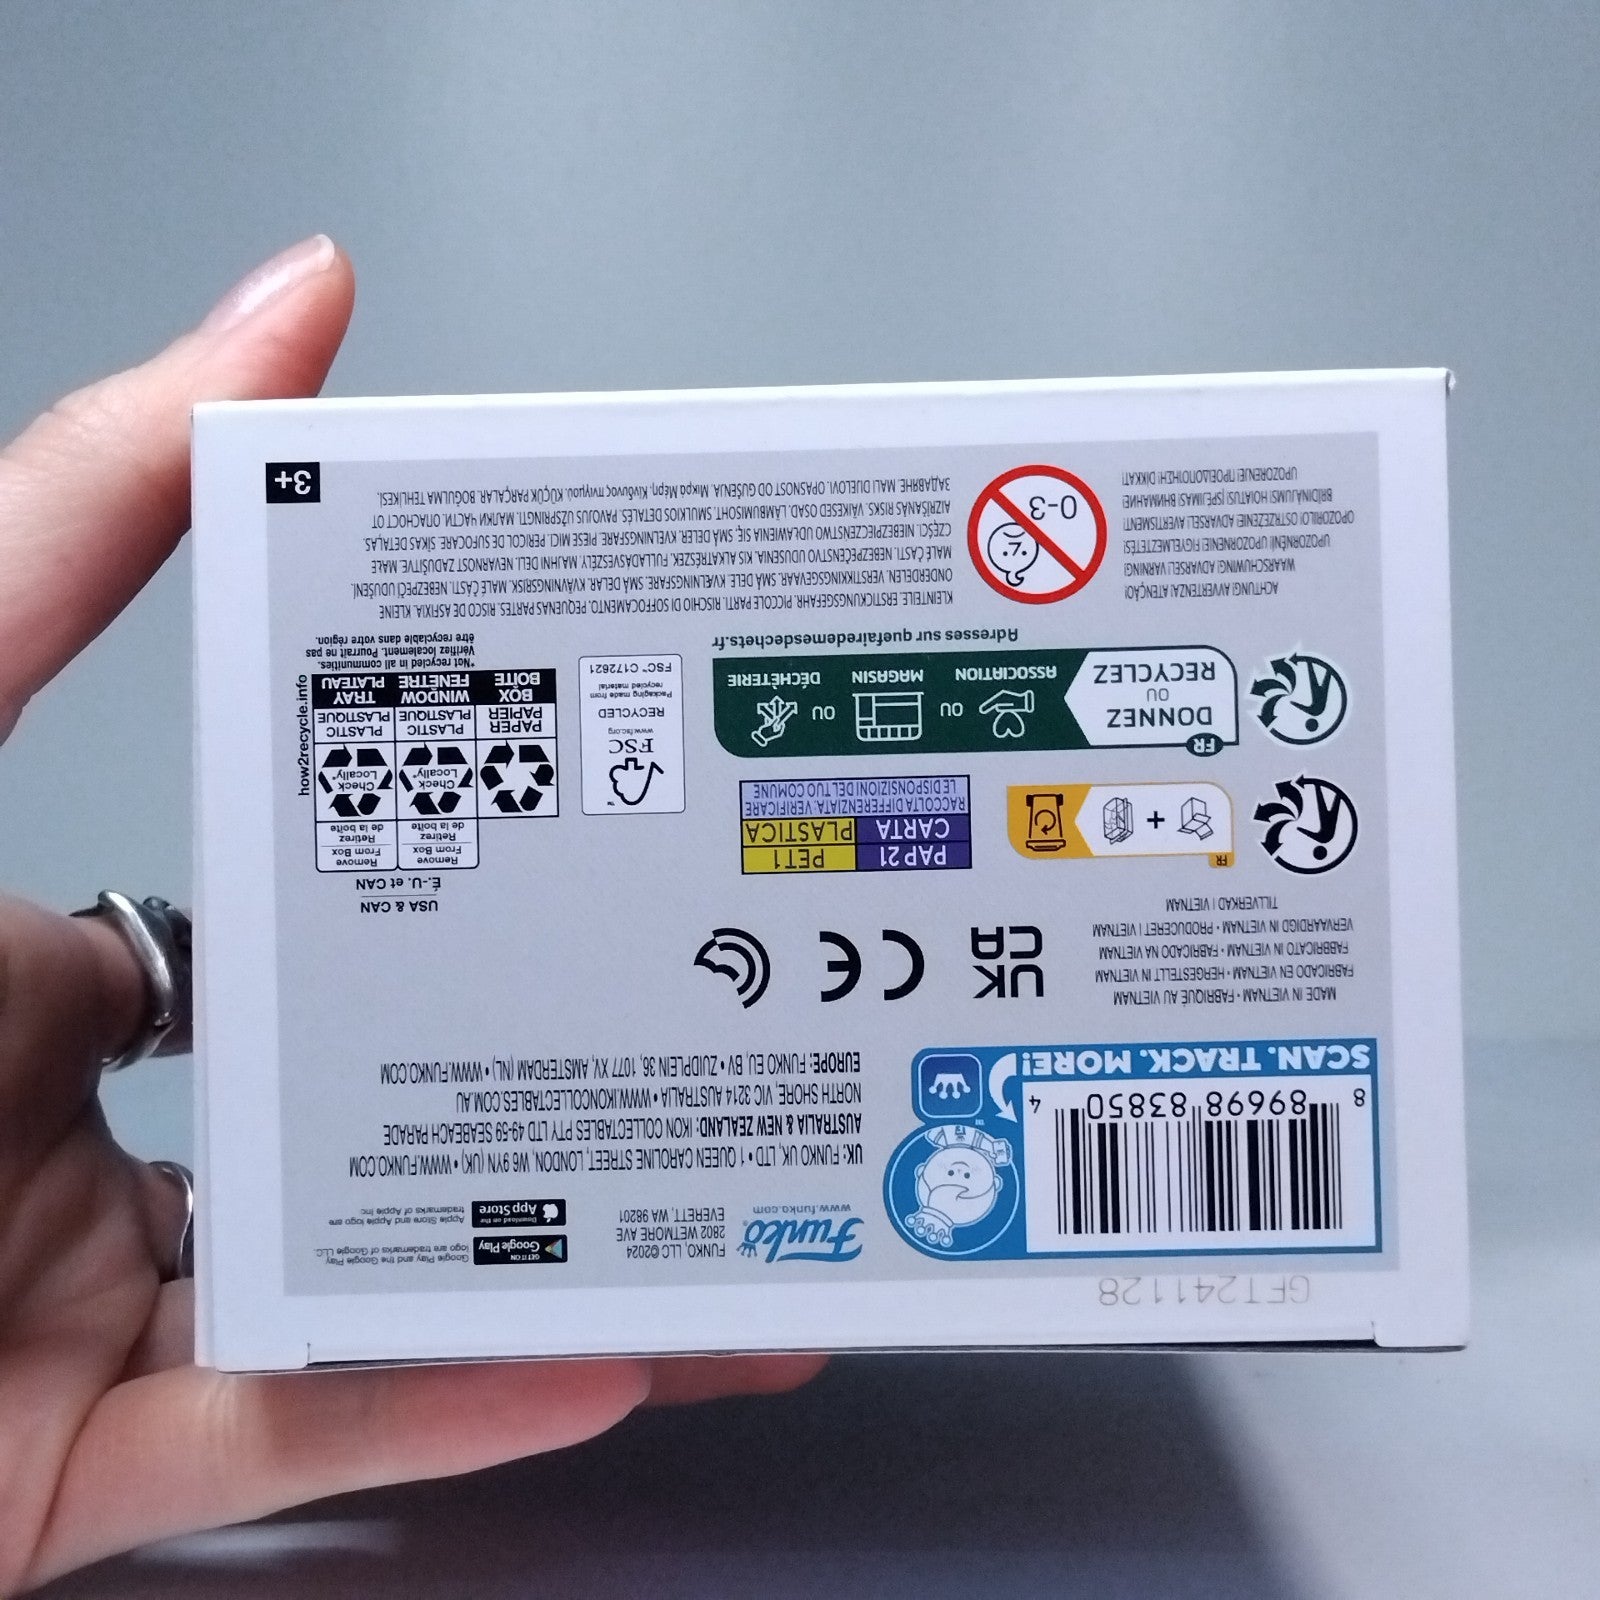 GFT241128
8 89698 83850 4
SCAN. TRACK. MORE!
Funko
www.funko.com
FUNKO LLC ©2024
2802 WETMORE AVE
EVERETT, WA 98201
GET IT ON
Google Play
Google Play and the Google Play
logo are trademarks of Google LLC.
Download on the
App Store
Apple Store and Apple logo are
trademarks of Apple Inc
UK: FUNKO UK, LTD • 1 QUEEN CAROLINE STREET, LONDON, W6 9YN (UK) • WWW.FUNKO.COM
AUSTRALIA & NEW ZEALAND: IKON COLLECTABLES PTY LTD 49-59 SEABEACH PARADE
NORTH SHORE, VIC 3214 AUSTRALIA • WWW.IKONCOLLECTABLES.COM.AU
EUROPE: FUNKO EU, BV • ZUIDPLEIN 36, 1077 XV, AMSTERDAM (NL) • WWW.FUNKO.COM
MADE IN VIETNAM • FABRIQUÉ AU VIETNAM
FABRICADO EN VIETNAM • HERGESTELLT IN VIETNAM
FABBRICATO IN VIETNAM • FABRICADO NA VIETNAM
VERVAARDIGD IN VIETNAM • PRODUCERET I VIETNAM
TILLVERKAD I VIETNAM
UK
CA
CE
USA & CAN
É.-U. et CAN
FR
+
PAP 21
PET 1
CARTA
PLASTICA
RACCOLTA DIFFERENZIATA: VERIFICARE
LE DISPOSIZIONI DEL TUO COMUNE
FSC
www.fsc.org
RECYCLED
Packaging made from
recycled material
FSC™ C172621
Remove
From Box
Retirez
de la boîte
Remove
From Box
Retirez
de la boîte
Check
Locally*
Check
Locally*
PAPER
PAPIER
BOX
BOÎTE
PLASTIC
PLASTIQUE
WINDOW
FENÊTRE
PLASTIC
PLASTIQUE
TRAY
PLATEAU
how2recycle.info
*Not recycled in all communities.
Vérifiez localement. Pourrait ne pas
être recyclable dans votre région.
FR
DONNEZ
OU
RECYCLEZ
ASSOCIATION
OU
MAGASIN
OU
DÉCHÈTERIE
Adresses sur quefairedemesdechets.fr
ACHTUNG! AVERTENZA! ATENÇÃO!
WAARSCHUWING! ADVARSEL! VARNING!
UPOZORNĚNÍ! UPOZORNENIE! FIGYELMEZTETÉS!
OPOZORILO! OSTRZEŻENIE! ADVARSEL! AVERTISMENT!
BRĪDINĀJUMS! HOIATUS! ĮSPĖJIMAS! ВНИМАНИЕ!
UPOZORENJE! ΠΡΟΕΙΔΟΠΟΙΗΣΗ! DIKKAT!
0-3
KLEINTEILE. ERSTICKUNGSGEFAHR. PICCOLE PARTI. RISCHIO DI SOFFOCAMENTO. PEQUENAS PARTES. RISCO DE ASFIXIA. KLEINE
ONDERDELEN. VERSTIKKINGSGEVAAR. SMÅ DELE. KVÆLNINGSFARE. SMÅ DELAR. KVÄVNINGSRISK. MALÉ ČÁSTI. NEBEZPEČÍ UDUŠENÍ.
MALÉ ČASTI. NEBEZPEČENSTVO UDUSENIA. KIS ALKATRÉSZEK. FULLADÁSVESZÉLY. MAJHNI DELI. NEVARNOST ZADUŠITVE. MAŁE
CZĘŚCI. NIEBEZPIECZEŃSTWO UDŁAWIENIA SIĘ. SMÅ DELER. KVELNINGSFARE. PIESE MICI. PERICOL DE SUFOCARE. SĪKAS DETAĻAS.
AIZRĪŠANĀS RISKS. VÄIKESED OSAD. LÄMBUMISOHT. SMULKIOS DETALĖS. PAVOJUS UŽSPRINGTI. МАЛКИ ЧАСТИ. ОПАСНОСТ ОТ
ЗАДАВЯНЕ. MALI DIJELOVI. OPASNOST OD GUŠENJA. Μικρά Μέρη. Κίνδυνος πνιγμού. KÜÇÜK PARÇALAR. BOĞULMA TEHLİKESİ.
3+